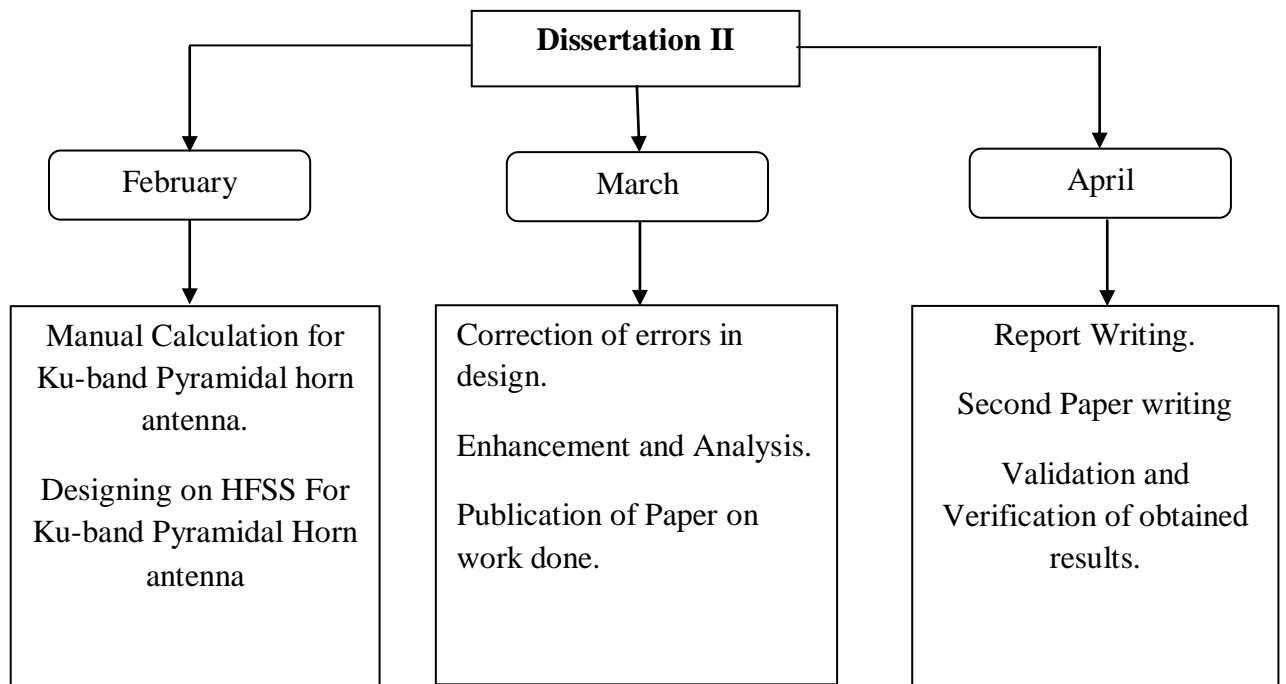 Dissertation II
February
March
April
Manual Calculation for
Ku-band Pyramidal horn
antenna.
Designing on HFSS For
Ku-band Pyramidal Horn
antenna
Correction of errors in
design.
Enhancement and Analysis.
Publication of Paper on
work done.
Report Writing.
Second Paper writing
Validation and
Verification of obtained
results.